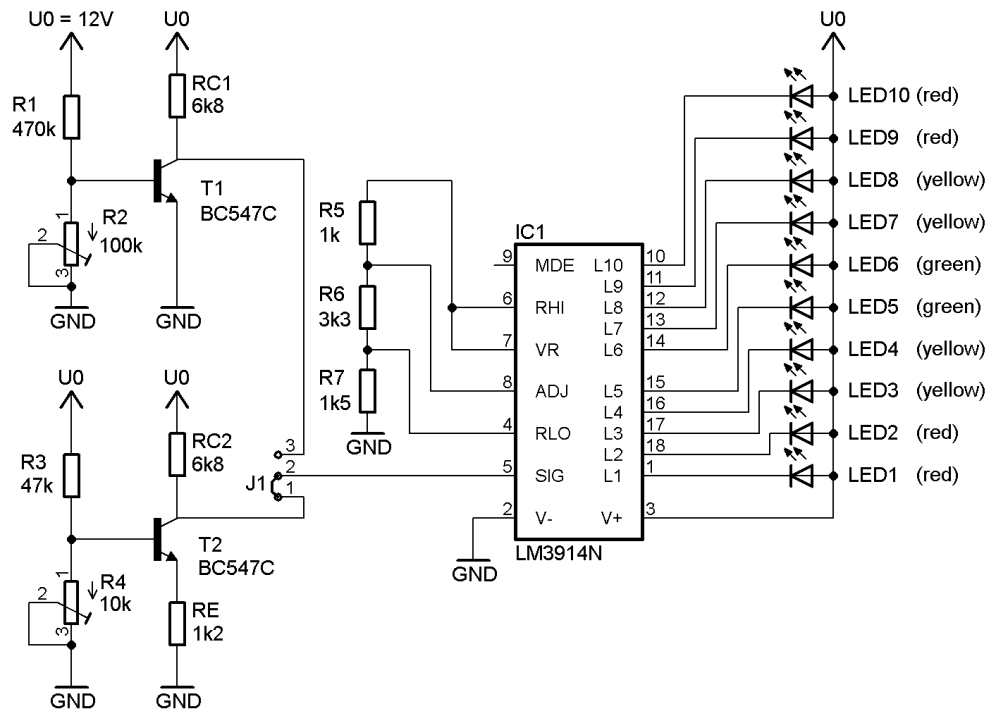 U0 = 12V
U0
U0
RC1
6k8
R1
470k
T1
BC547C
1
R2
2
100k
3
GND
GND
R5
1k
R6
3k3
R7
1k5
GND
IC1
9 MDE L10 10
L9 11
6 RHI L8 12
L7 13
7 VR L6 14
8 ADJ L5 15
L4 16
4 RLO L3 17
L2 18
5 SIG L1 1
2 V- V+ 3
LM3914N
GND
LED10 (red)
LED9 (red)
LED8 (yellow)
LED7 (yellow)
LED6 (green)
LED5 (green)
LED4 (yellow)
LED3 (yellow)
LED2 (red)
LED1 (red)
U0
U0
RC2
6k8
R3
47k
3
2
J1
1
T2
BC547C
1
R4
2
10k
3
RE
1k2
GND
GND